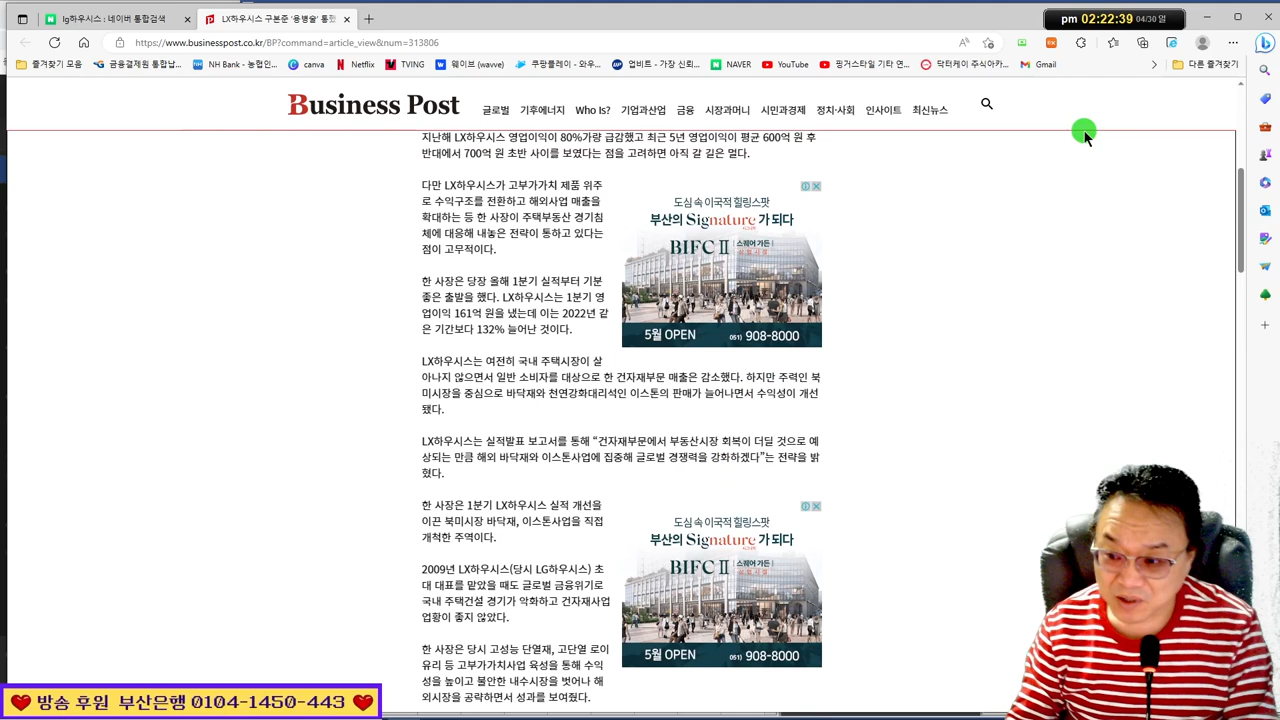 lg하우시스 : 네이버 통합검색
LX하우시스 구본준 '용병술' 통했
pm 02:22:39 04/30 일
https://www.businesspost.co.kr/BP?command=article_view&num=313806
즐겨찾기 모음
금융결제원 통합납...
NH Bank - 농협인...
canva
Netflix
TVING
웨이브 (wavve)
쿠팡플레이 - 와우...
업비트 - 가장 신뢰...
NAVER
YouTube
핑거스타일 기타 연...
닥터케이 주식아카...
Gmail
다른 즐겨찾기
Business Post
글로벌 기후에너지 Who Is? 기업과산업 금융 시장과머니 시민과경제 정치·사회 인사이트 최신뉴스
지난해 LX하우시스 영업이익이 80%가량 급감했고 최근 5년 영업이익이 평균 600억 원 후
반대에서 700억 원 초반 사이를 보였다는 점을 고려하면 아직 갈 길은 멀다.
다만 LX하우시스가 고부가가치 제품 위주
로 수익구조를 전환하고 해외사업 매출을
확대하는 등 한 사장이 주택부동산 경기침
체에 대응해 내놓은 전략이 통하고 있다는
점이 고무적이다.
한 사장은 당장 올해 1분기 실적부터 기분
좋은 출발을 했다. LX하우시스는 1분기 영
업이익 161억 원을 냈는데 이는 2022년 같
은 기간보다 132% 늘어난 것이다.
도심 속 이국적 힐링스팟
부산의 Signature 가 되다
BIFC II 스퀘어 가든
5월 OPEN 051) 908-8000
LX하우시스는 여전히 국내 주택시장이 살
아나지 않으면서 일반 소비자를 대상으로 한 건자재부문 매출은 감소했다. 하지만 주력인 북
미시장을 중심으로 바닥재와 천연강화대리석인 이스톤의 판매가 늘어나면서 수익성이 개선
됐다.
LX하우시스는 실적발표 보고서를 통해 “건자재부문에서 부동산시장 회복이 더딜 것으로 예
상되는 만큼 해외 바닥재와 이스톤사업에 집중해 글로벌 경쟁력을 강화하겠다”는 전략을 밝
혔다.
한 사장은 1분기 LX하우시스 실적 개선을
이끈 북미시장 바닥재, 이스톤사업을 직접
개척한 주역이다.
2009년 LX하우시스(당시 LG하우시스) 초
대 대표를 맡았을 때도 글로벌 금융위기로
국내 주택건설 경기가 악화하고 건자재사업
업황이 좋지 않았다.
한 사장은 당시 고성능 단열재, 고단열 로이
유리 등 고부가가치사업 육성을 통해 수익
성을 높이고 불안한 내수시장을 벗어나 해
외시장을 공략하면서 성과를 보여줬다.
도심 속 이국적 힐링스팟
부산의 Signature 가 되다
BIFC II 스퀘어 가든
5월 OPEN 051) 908-8000
방송 후원 부산은행 0104-1450-443